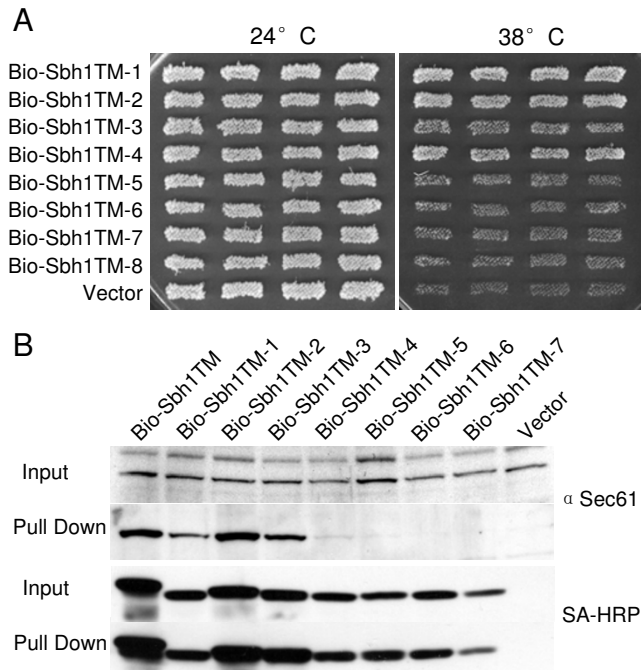 A
24° C
38° C
Bio-Sbh1TM-1
Bio-Sbh1TM-2
Bio-Sbh1TM-3
Bio-Sbh1TM-4
Bio-Sbh1TM-5
Bio-Sbh1TM-6
Bio-Sbh1TM-7
Bio-Sbh1TM-8
Vector
B
Bio-Sbh1TM
Bio-Sbh1TM-1
Bio-Sbh1TM-2
Bio-Sbh1TM-3
Bio-Sbh1TM-4
Bio-Sbh1TM-5
Bio-Sbh1TM-6
Bio-Sbh1TM-7
Vector
Input
α Sec61
Pull Down
Input
SA-HRP
Pull Down